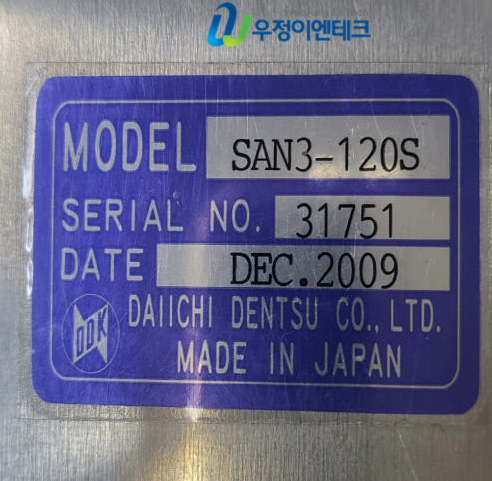 우정이엔테크
MODEL SAN3-120S
SERIAL NO. 31751
DATE DEC.2009
DDK DAIICHI DENTSU CO., LTD.
MADE IN JAPAN